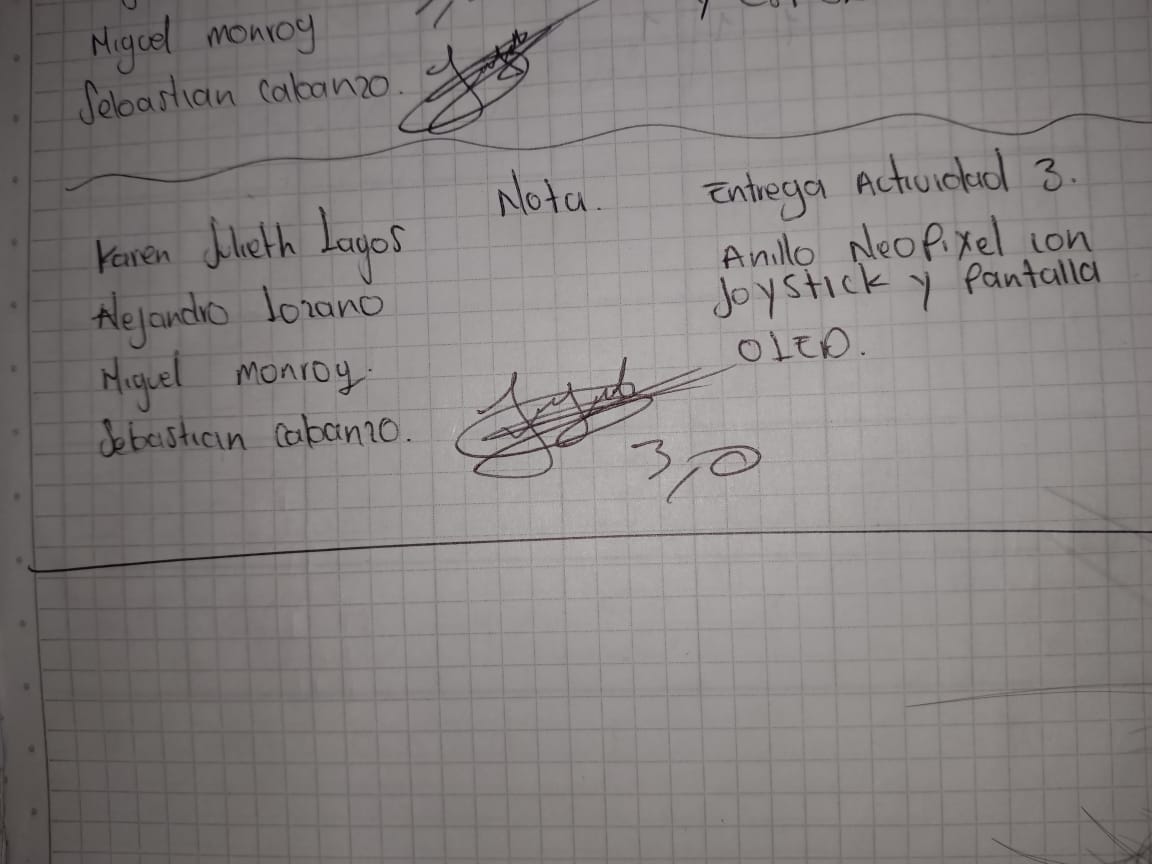 Miguel monroy
Sebastian cabanzo.
Nota.
Entrega Actividad 3.
Karen Julieth Lagos
Alejandro Lozano
Miguel monroy.
Sebastian cabanzo.
Anillo NeoPixel con
Joystick y Pantalla
OLED.
3,0